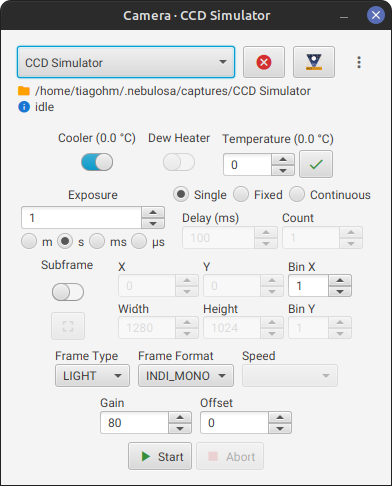 Camera · CCD Simulator
CCD Simulator
/home/tiagohm/.nebulosa/captures/CCD Simulator
idle
Cooler (0.0 °C) Dew Heater Temperature (0.0 °C)
0
Exposure Single Fixed Continuous
1 Delay (ms) Count
m s ms µs 100 1
Subframe X Y Bin X
0 0 1
Width Height Bin Y
1280 1024 1
Frame Type Frame Format Speed
LIGHT INDI_MONO
Gain Offset
80 0
Start Abort